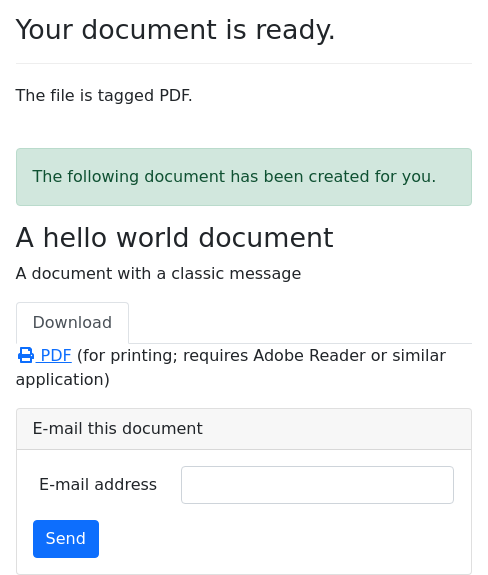 Your document is ready.
The file is tagged PDF.
The following document has been created for you.
A hello world document
A document with a classic message
Download
PDF (for printing; requires Adobe Reader or similar
application)
E-mail this document
E-mail address
Send